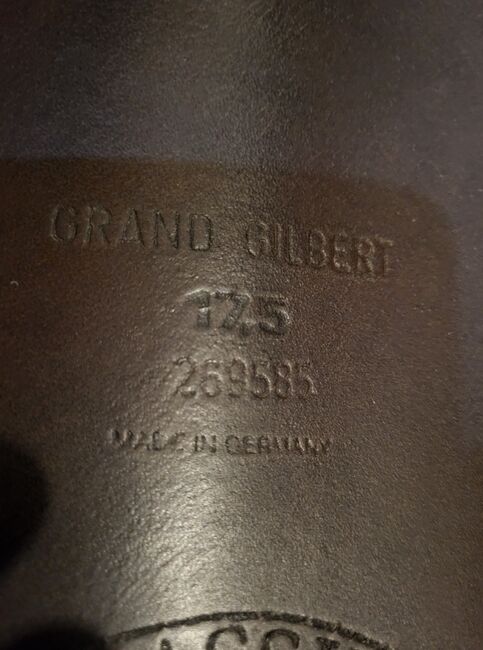 GRAND GILBERT
17,5
269585
MADE IN GERMANY